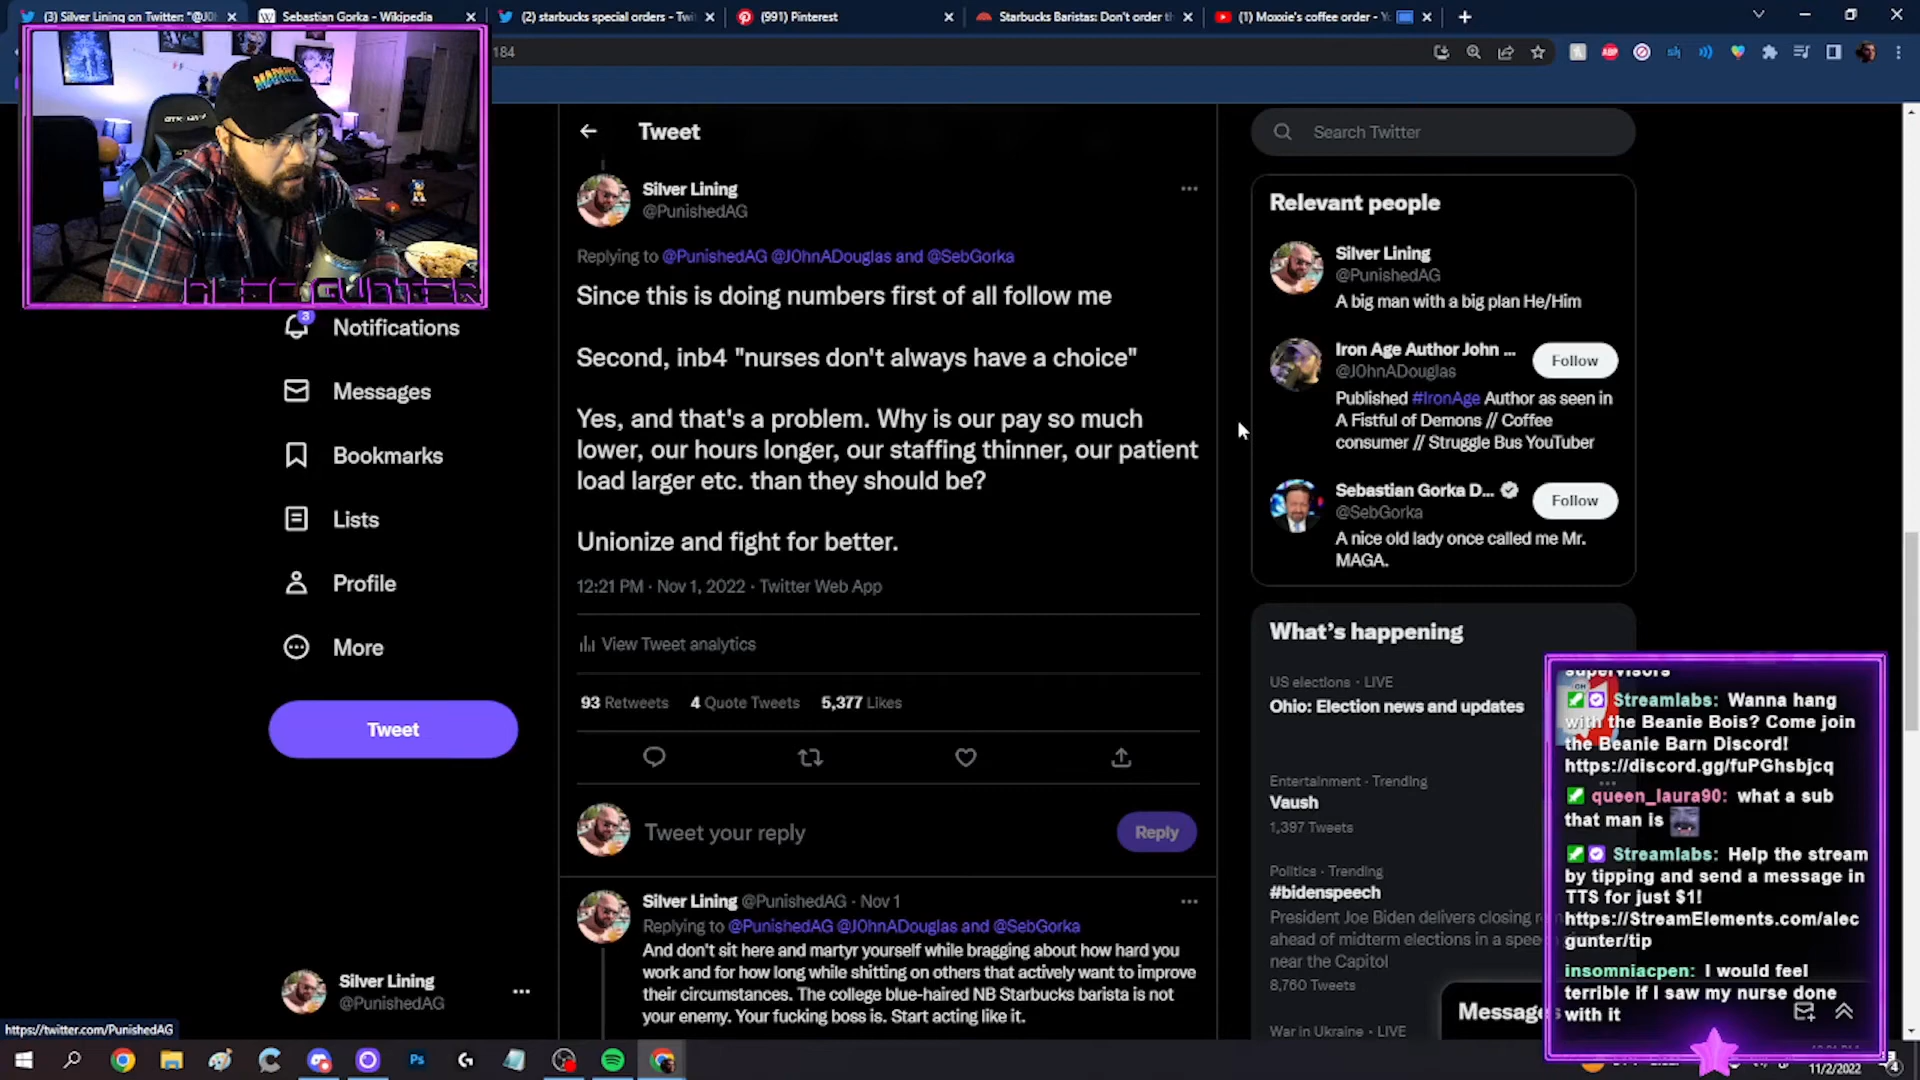 (3) Silver Lining on Twitter: "@J0h
Sebastian Gorka - Wikipedia
(2) starbucks special orders - Twi
(991) Pinterest
Starbucks Baristas: Don't order th
(1) Moxxie's coffee order - Yo
184
ABP
ALEC GUNTER
Tweet
Search Twitter
Silver Lining
@PunishedAG
Replying to @PunishedAG @J0hnADouglas and @SebGorka
Since this is doing numbers first of all follow me
Second, inb4 "nurses don't always have a choice"
Yes, and that's a problem. Why is our pay so much
lower, our hours longer, our staffing thinner, our patient
load larger etc. than they should be?
Unionize and fight for better.
12:21 PM · Nov 1, 2022 · Twitter Web App
View Tweet analytics
93 Retweets 4 Quote Tweets 5,377 Likes
Tweet your reply
Reply
Silver Lining @PunishedAG · Nov 1
Replying to @PunishedAG @J0hnADouglas and @SebGorka
And don't sit here and martyr yourself while bragging about how hard you
work and for how long while shitting on others that actively want to improve
their circumstances. The college blue-haired NB Starbucks barista is not
your enemy. Your fucking boss is. Start acting like it.
3
Notifications
Messages
Bookmarks
Lists
Profile
More
Tweet
Silver Lining
@PunishedAG
https://twitter.com/PunishedAG
Relevant people
Silver Lining
@PunishedAG
A big man with a big plan He/Him
Iron Age Author John ...
@J0hnADouglas
Follow
Published #IronAge Author as seen in
A Fistful of Demons // Coffee
consumer // Struggle Bus YouTuber
Sebastian Gorka D...
@SebGorka
Follow
A nice old lady once called me Mr.
MAGA.
What's happening
US elections · LIVE
Ohio: Election news and updates
Entertainment · Trending
Vaush
1,397 Tweets
Politics · Trending
#bidenspeech
President Joe Biden delivers closing
ahead of midterm elections in a speec
near the Capitol
8,760 Tweets
War in Ukraine · LIVE
Messages
supervisors
Streamlabs: Wanna hang
with the Beanie Bois? Come join
the Beanie Barn Discord!
https://discord.gg/fuPGhsbjcq
queen_laura90: what a sub
that man is
Streamlabs: Help the stream
by tipping and send a message in
TTS for just $1!
https://StreamElements.com/alec
gunter/tip
insomniacpen: I would feel
terrible if I saw my nurse done
with it
Ps
11/2/2022
4